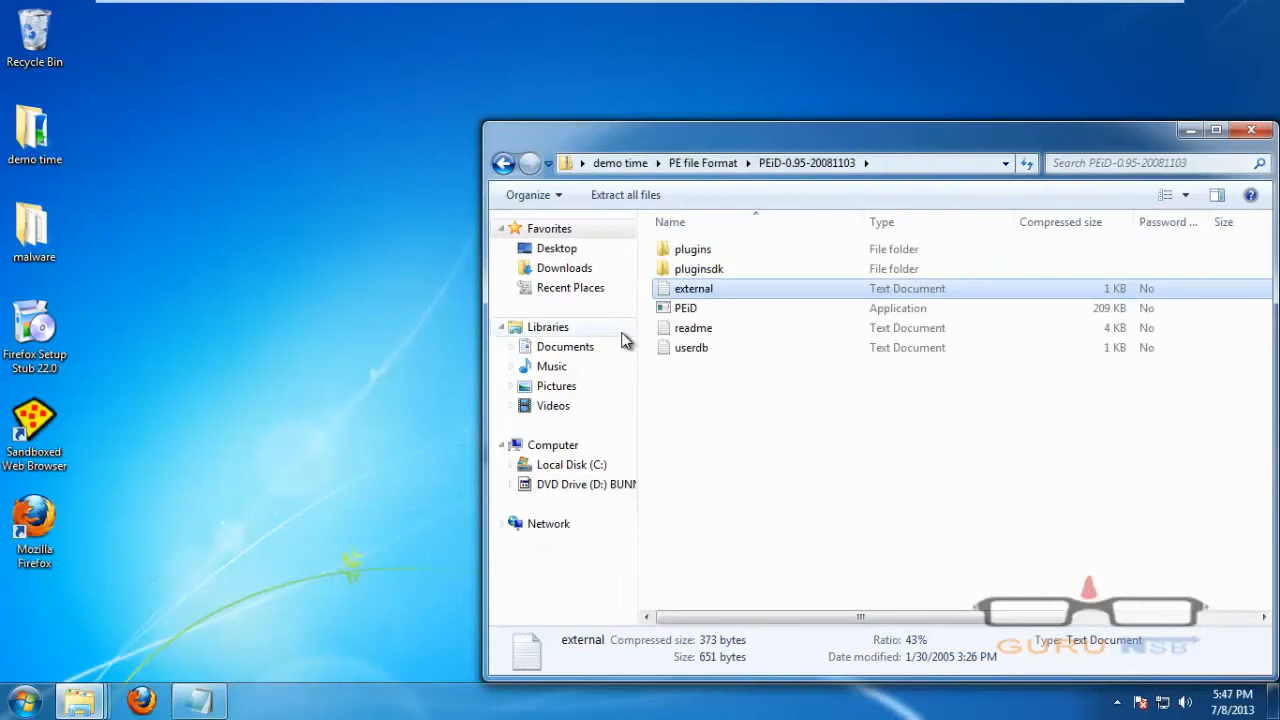 Recycle Bin
demo time
malware
Firefox Setup
Stub 22.0
Sandboxed
Web Browser
Mozilla
Firefox
demo time PE file Format PEiD-0.95-20081103
Search PEiD-0.95-20081103
Organize Extract all files
Favorites
Desktop
Downloads
Recent Places
Libraries
Documents
Music
Pictures
Videos
Computer
Local Disk (C:)
DVD Drive (D:) BUNN
Network
Name Type Compressed size Password ... Size
plugins File folder
pluginsdk File folder
external Text Document 1 KB No
PEiD Application 209 KB No
readme Text Document 4 KB No
userdb Text Document 1 KB No
external Compressed size: 373 bytes Ratio: 43% Type: Text Document
Size: 651 bytes Date modified: 1/30/2005 3:26 PM
GURU NSB+
5:47 PM
7/8/2013